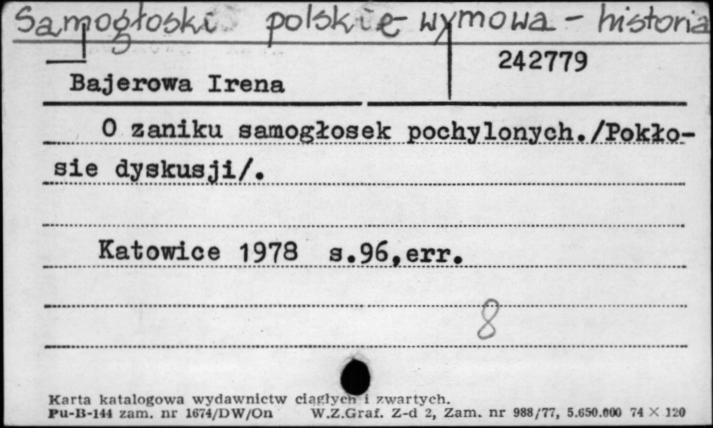 Samogłoski polskie wymowa - historia
242779
Bajerowa Irena
O zaniku samogłosek pochylonych./Pokło-
sie dyskusji/.
Katowice 1978 s.96,err.
8
Karta katalogowa wydawnictw ciągłych i zwartych.
Pu-B-144 zam. nr 1674/DW/On W.Z.Graf. Z-d 2, Zam. nr 988/77, 5.650.000 74 × 120